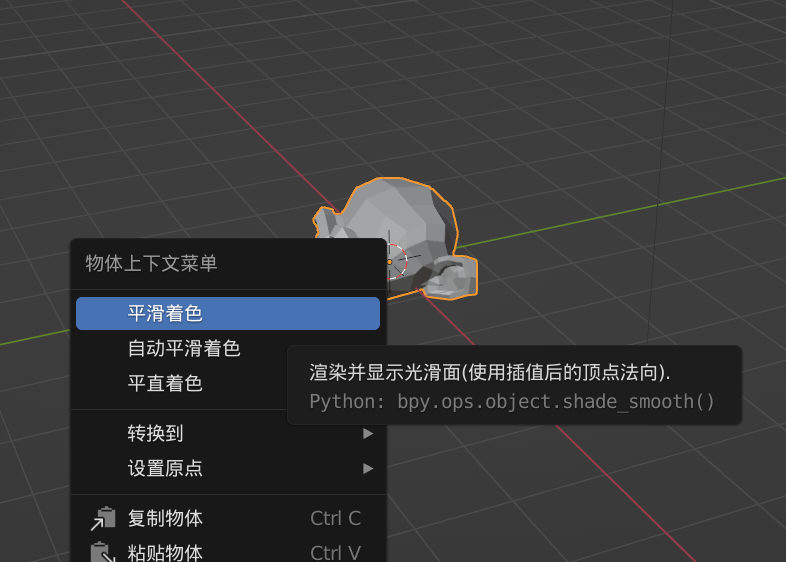 物体上下文菜单
平滑着色
自动平滑着色
平直着色
渲染并显示光滑面(使用插值后的顶点法向).
Python: bpy.ops.object.shade_smooth()
转换到
设置原点
复制物体 Ctrl C
粘贴物体 Ctrl V